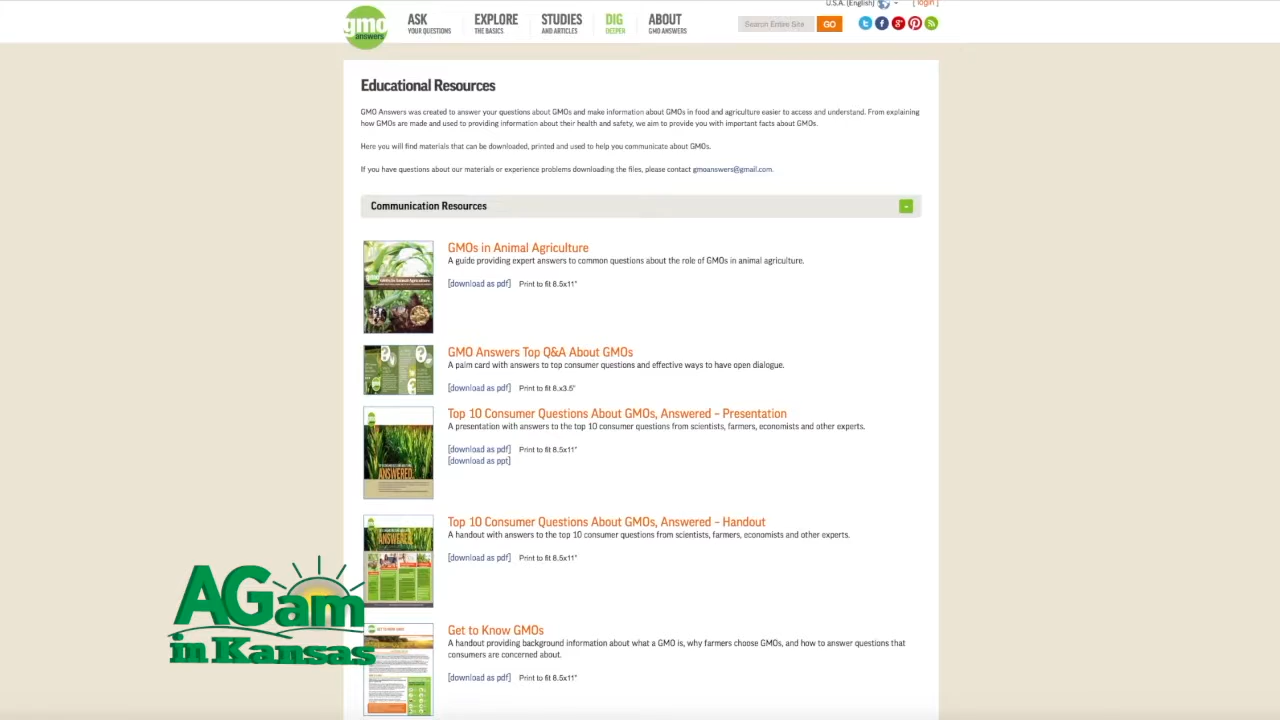 U.S.A. (English)
[ login ]
gmo
answers
ASK
YOUR QUESTIONS
EXPLORE
THE BASICS
STUDIES
AND ARTICLES
DIG
DEEPER
ABOUT
GMO ANSWERS
Search Entire Site
GO
Educational Resources
GMO Answers was created to answer your questions about GMOs and make information about GMOs in food and agriculture easier to access and understand. From explaining
how GMOs are made and used to providing information about their health and safety, we aim to provide you with important facts about GMOs.
Here you will find materials that can be downloaded, printed and used to help you communicate about GMOs.
If you have questions about our materials or experience problems downloading the files, please contact gmoanswers@gmail.com.
Communication Resources
GMOs in Animal Agriculture
A guide providing expert answers to common questions about the role of GMOs in animal agriculture.
[download as pdf] Print to fit 8.5x11"
GMO Answers Top Q&A About GMOs
A palm card with answers to top consumer questions and effective ways to have open dialogue.
[download as pdf] Print to fit 8.x3.5"
Top 10 Consumer Questions About GMOs, Answered – Presentation
A presentation with answers to the top 10 consumer questions from scientists, farmers, economists and other experts.
[download as pdf] Print to fit 8.5x11"
[download as ppt]
ANSWERED.
Top 10 Consumer Questions About GMOs, Answered – Handout
A handout with answers to the top 10 consumer questions from scientists, farmers, economists and other experts.
[download as pdf] Print to fit 8.5x11"
ANSWERED
Get to Know GMOs
A handout providing background information about what a GMO is, why farmers choose GMOs, and how to answer questions that
consumers are concerned about.
[download as pdf] Print to fit 8.5x11"
AGam
in Kansas